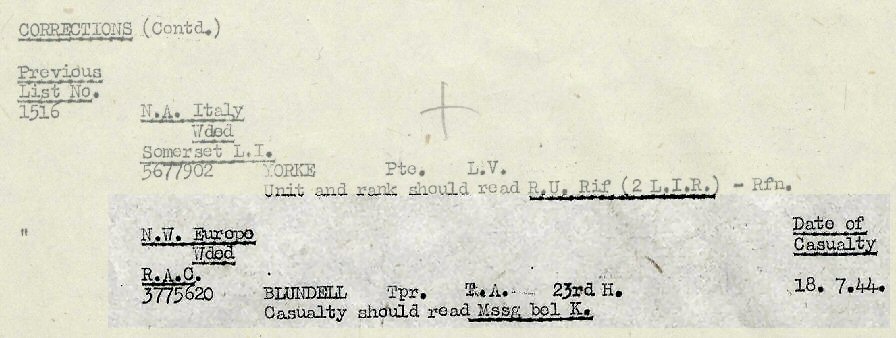 CORRECTIONS (Contd.)
Previous
List No.
1516
N.A. Italy
Wded
Somerset L.I.
5677902 YORKE Pte. L.V.
Unit and rank should read R.U. Rif (2 L.I.R.) - Rfn.
" N.W. Europe Date of
Wded Casualty
R.A.C.
3775620 BLUNDELL Tpr. T.A. 23rd H. 18. 7.44.
Casualty should read Mssg bel K.